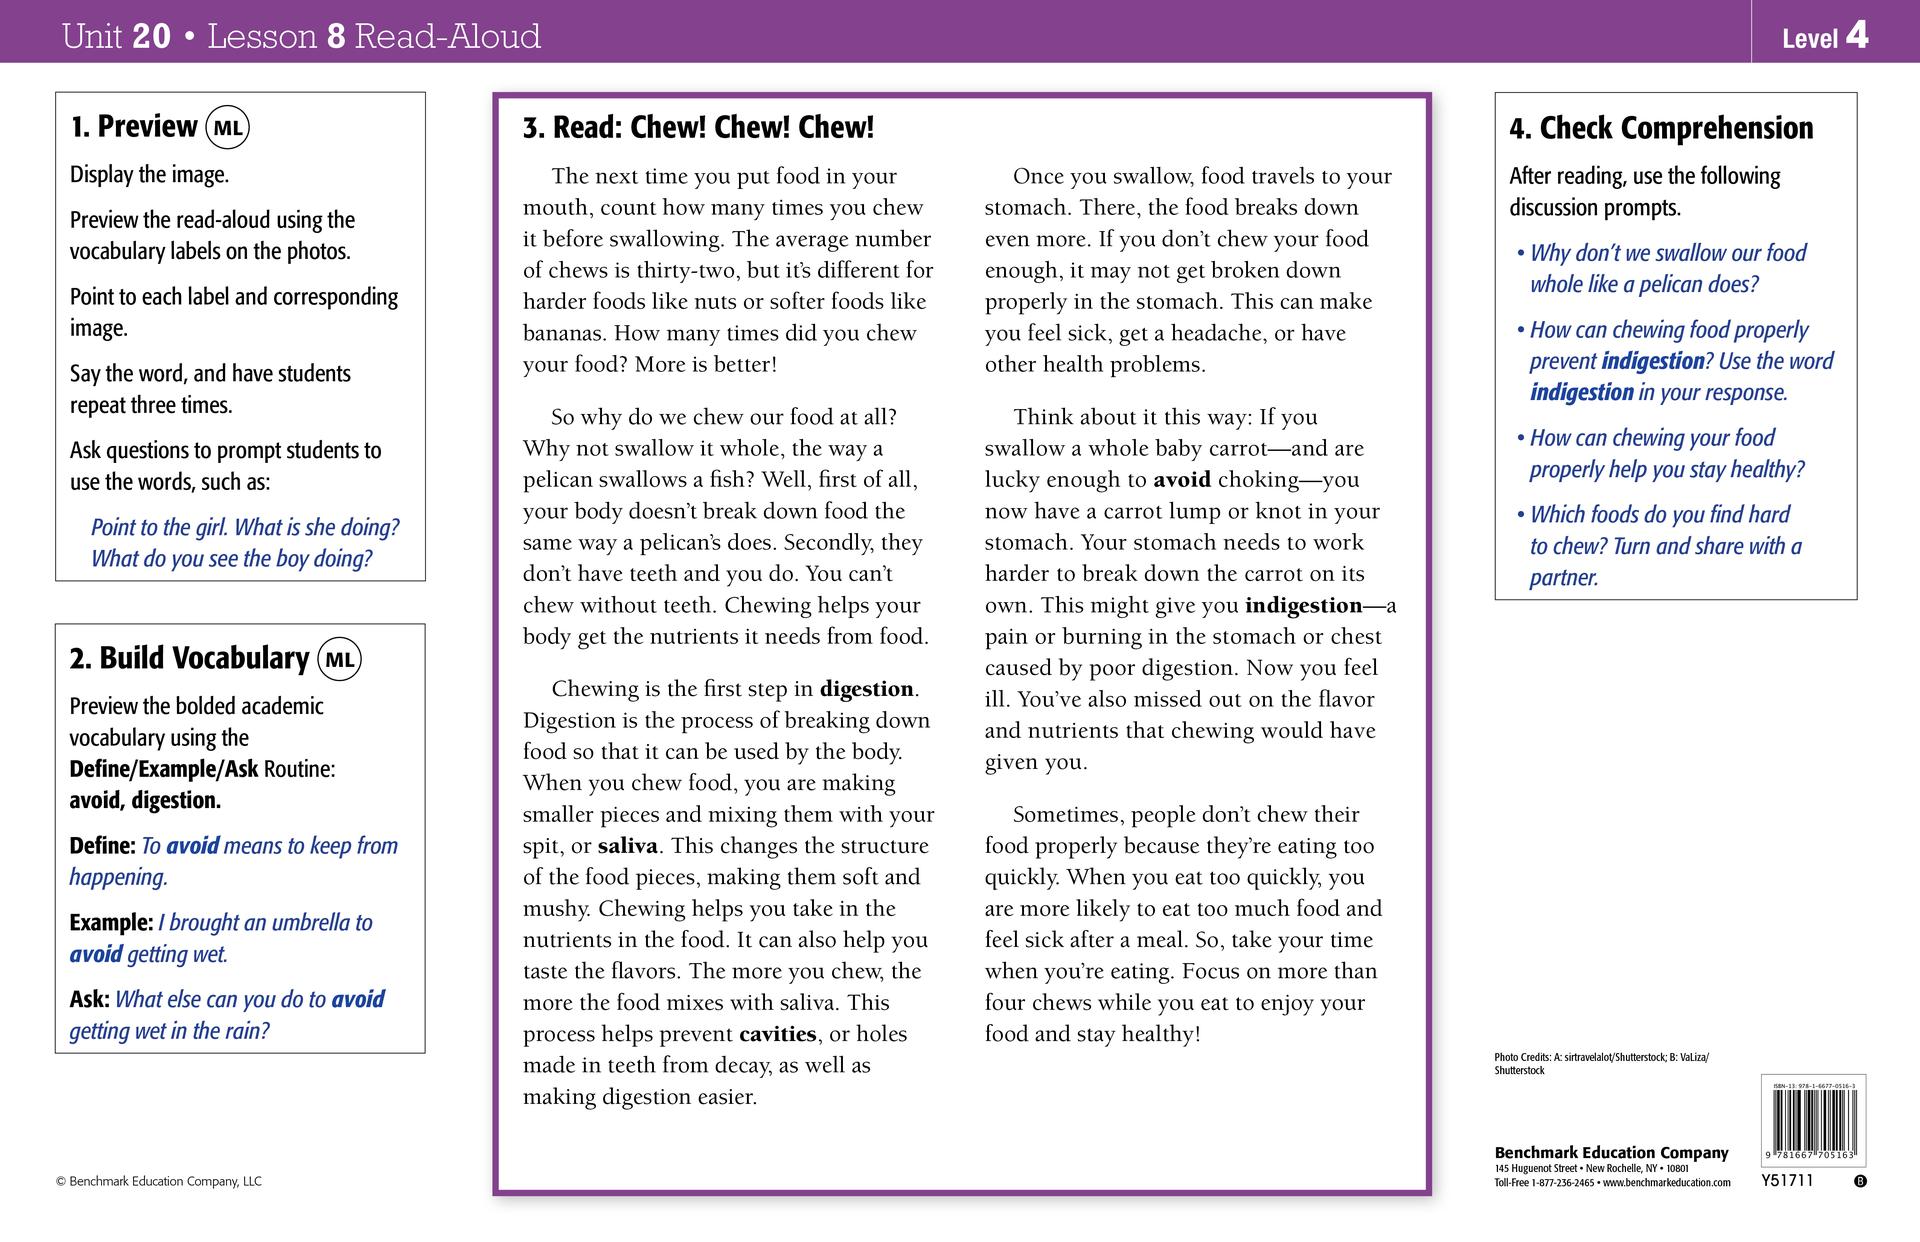 Unit 20 • Lesson 8 Read-Aloud
Level 4
1. Preview ML
Display the image.
Preview the read-aloud using the
vocabulary labels on the photos.
Point to each label and corresponding
image.
Say the word, and have students
repeat three times.
Ask questions to prompt students to
use the words, such as:
Point to the girl. What is she doing?
What do you see the boy doing?
2. Build Vocabulary ML
Preview the bolded academic
vocabulary using the
Define/Example/Ask Routine:
avoid, digestion.
Define: To avoid means to keep from
happening.
Example: I brought an umbrella to
avoid getting wet.
Ask: What else can you do to avoid
getting wet in the rain?
© Benchmark Education Company, LLC
3. Read: Chew! Chew! Chew!
The next time you put food in your
mouth, count how many times you chew
it before swallowing. The average number
of chews is thirty-two, but it's different for
harder foods like nuts or softer foods like
bananas. How many times did you chew
your food? More is better!
So why do we chew our food at all?
Why not swallow it whole, the way a
pelican swallows a fish? Well, first of all,
your body doesn't break down food the
same way a pelican's does. Secondly, they
don't have teeth and you do. You can't
chew without teeth. Chewing helps your
body get the nutrients it needs from food.
Chewing is the first step in digestion.
Digestion is the process of breaking down
food so that it can be used by the body.
When you chew food, you are making
smaller pieces and mixing them with your
spit, or saliva. This changes the structure
of the food pieces, making them soft and
mushy. Chewing helps you take in the
nutrients in the food. It can also help you
taste the flavors. The more you chew, the
more the food mixes with saliva. This
process helps prevent cavities, or holes
made in teeth from decay, as well as
making digestion easier.
Once you swallow, food travels to your
stomach. There, the food breaks down
even more. If you don't chew your food
enough, it may not get broken down
properly in the stomach. This can make
you feel sick, get a headache, or have
other health problems.
Think about it this way: If you
swallow a whole baby carrot—and are
lucky enough to avoid choking—you
now have a carrot lump or knot in your
stomach. Your stomach needs to work
harder to break down the carrot on its
own. This might give you indigestion—a
pain or burning in the stomach or chest
caused by poor digestion. Now you feel
ill. You've also missed out on the flavor
and nutrients that chewing would have
given you.
Sometimes, people don't chew their
food properly because they're eating too
quickly. When you eat too quickly, you
are more likely to eat too much food and
feel sick after a meal. So, take your time
when you're eating. Focus on more than
four chews while you eat to enjoy your
food and stay healthy!
4. Check Comprehension
After reading, use the following
discussion prompts.
• Why don't we swallow our food
whole like a pelican does?
• How can chewing food properly
prevent indigestion? Use the word
indigestion in your response.
• How can chewing your food
properly help you stay healthy?
• Which foods do you find hard
to chew? Turn and share with a
partner.
Photo Credits: A: sirtravelalot/Shutterstock; B: VaLiza/
Shutterstock
Benchmark Education Company
145 Huguenot Street • New Rochelle, NY • 10801
Toll-Free 1-877-236-2465 • www.benchmarkeducation.com
ISBN-13: 978-1-6677-0516-3
9 781667 705163
Y51711
B